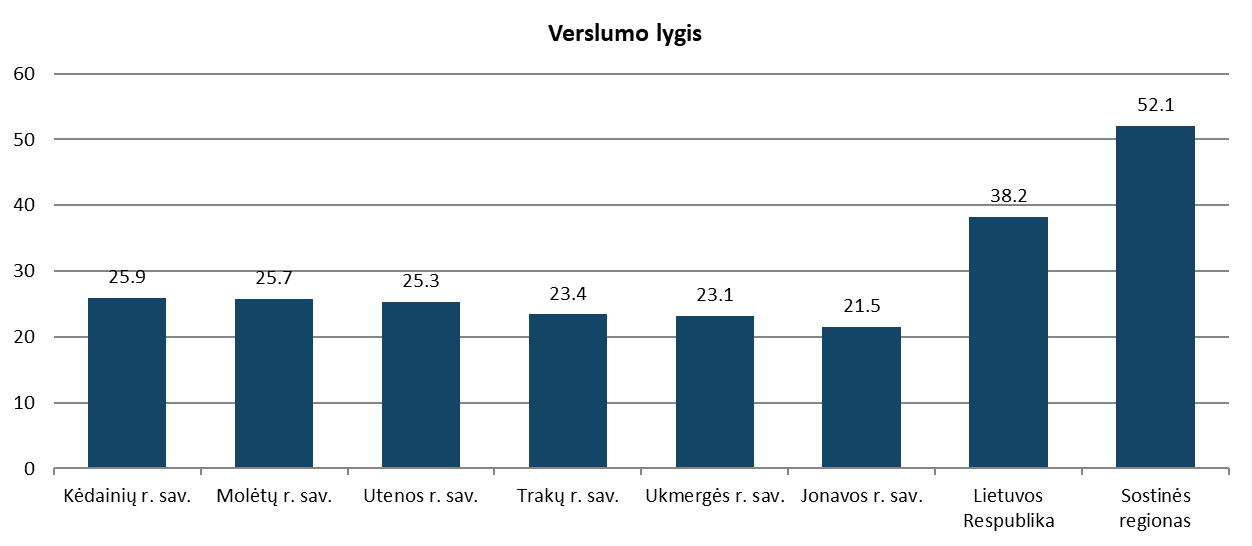 Verslumo lygis
60
50
40
30
20
10
0
25.9
25.7
25.3
23.4
23.1
21.5
38.2
52.1
Kėdainių r. sav.
Molėtų r. sav.
Utenos r. sav.
Trakų r. sav.
Ukmergės r. sav.
Jonavos r. sav.
Lietuvos
Respublika
Sostinės
regionas